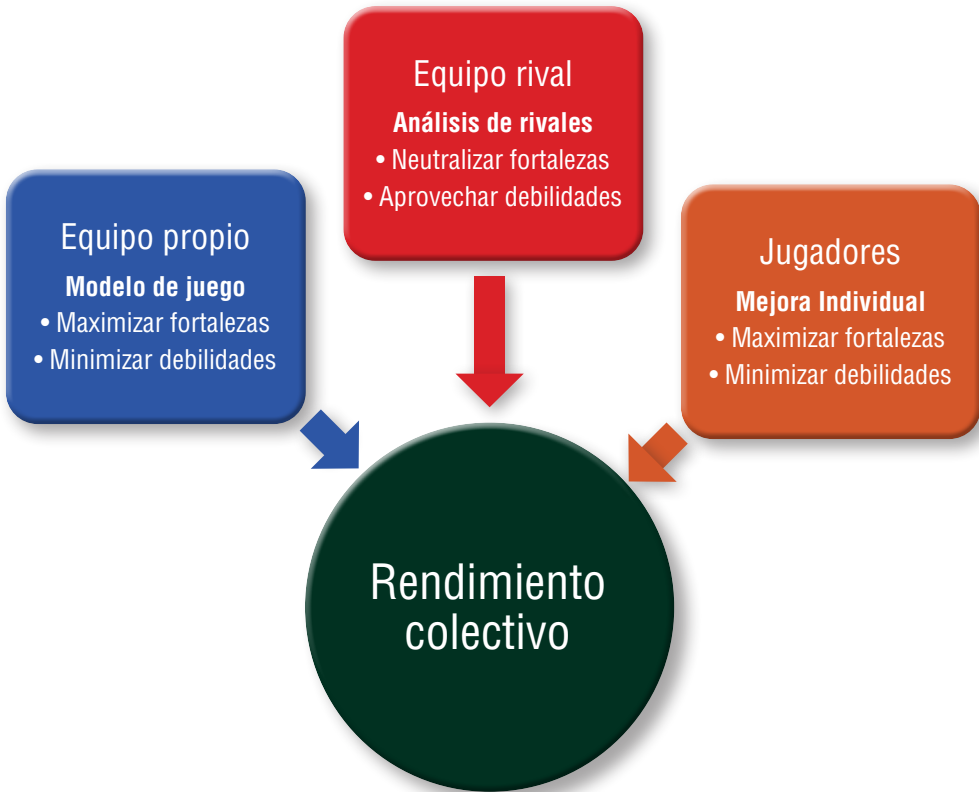 Equipo rival
Análisis de rivales
• Neutralizar fortalezas
• Aprovechar debilidades
Equipo propio
Modelo de juego
• Maximizar fortalezas
• Minimizar debilidades
Jugadores
Mejora Individual
• Maximizar fortalezas
• Minimizar debilidades
Rendimiento
colectivo